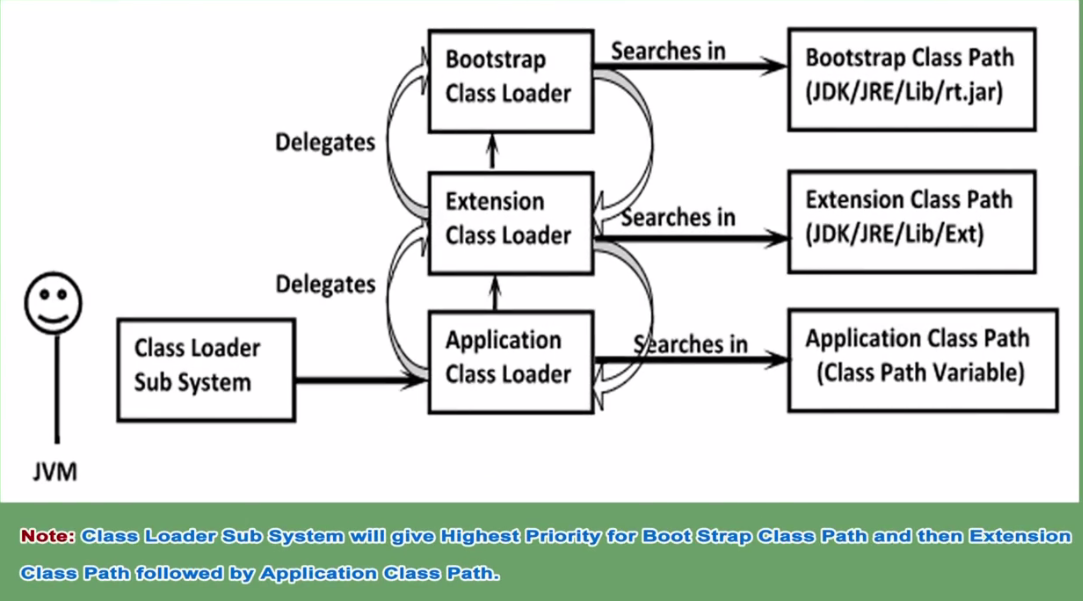 Bootstrap
Class Loader
Searches in
Bootstrap Class Path
(JDK/JRE/Lib/rt.jar)
Delegates
Extension
Class Loader
Searches in
Extension Class Path
(JDK/JRE/Lib/Ext)
Delegates
Class Loader
Sub System
Application
Class Loader
Searches in
Application Class Path
(Class Path Variable)
JVM
Note: Class Loader Sub System will give Highest Priority for Boot Strap Class Path and then Extension
Class Path followed by Application Class Path.